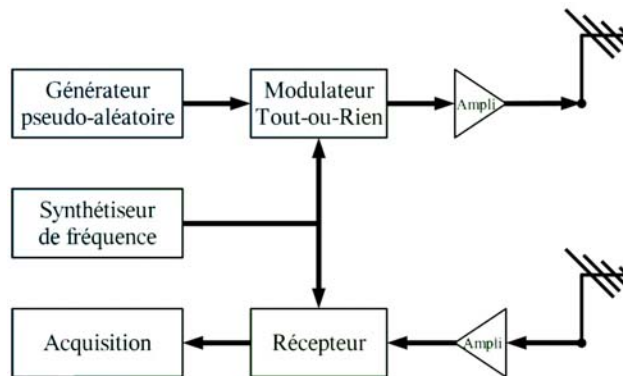 Générateur
pseudo-aléatoire
Modulateur
Tout-ou-Rien
Ampli
Synthétiseur
de fréquence
Acquisition
Récepteur
Ampli